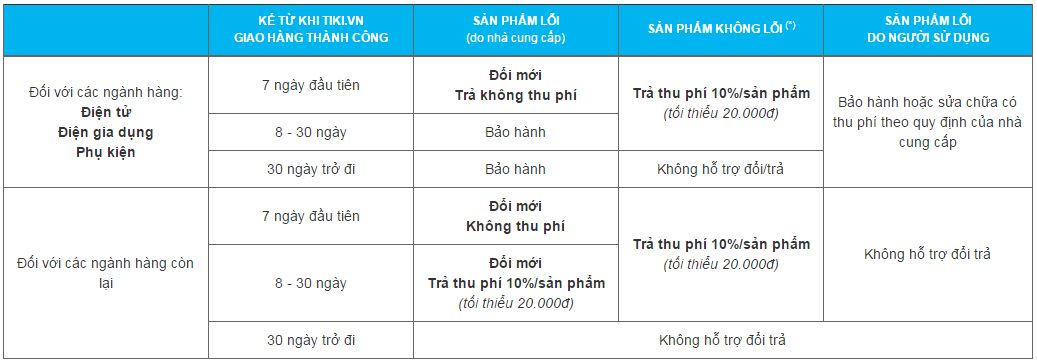 KỂ TỪ KHI TIKI.VN
GIAO HÀNG THÀNH CÔNG
SẢN PHẨM LỖI
(do nhà cung cấp)
SẢN PHẨM KHÔNG LỖI (*)
SẢN PHẨM LỖI
DO NGƯỜI SỬ DỤNG
Đối với các ngành hàng:
Điện tử
Điện gia dụng
Phụ kiện
7 ngày đầu tiên
Đổi mới
Trả không thu phí
Trả thu phí 10%/sản phẩm
(tối thiểu 20.000đ)
Bảo hành hoặc sửa chữa có
thu phí theo quy định của nhà
cung cấp
8 - 30 ngày
Bảo hành
30 ngày trở đi
Bảo hành
Không hỗ trợ đổi/trả
Đối với các ngành hàng còn
lại
7 ngày đầu tiên
Đổi mới
Không thu phí
Trả thu phí 10%/sản phẩm
(tối thiểu 20.000đ)
Không hỗ trợ đổi trả
8 - 30 ngày
Đổi mới
Trả thu phí 10%/sản phẩm
(tối thiểu 20.000đ)
30 ngày trở đi
Không hỗ trợ đổi trả